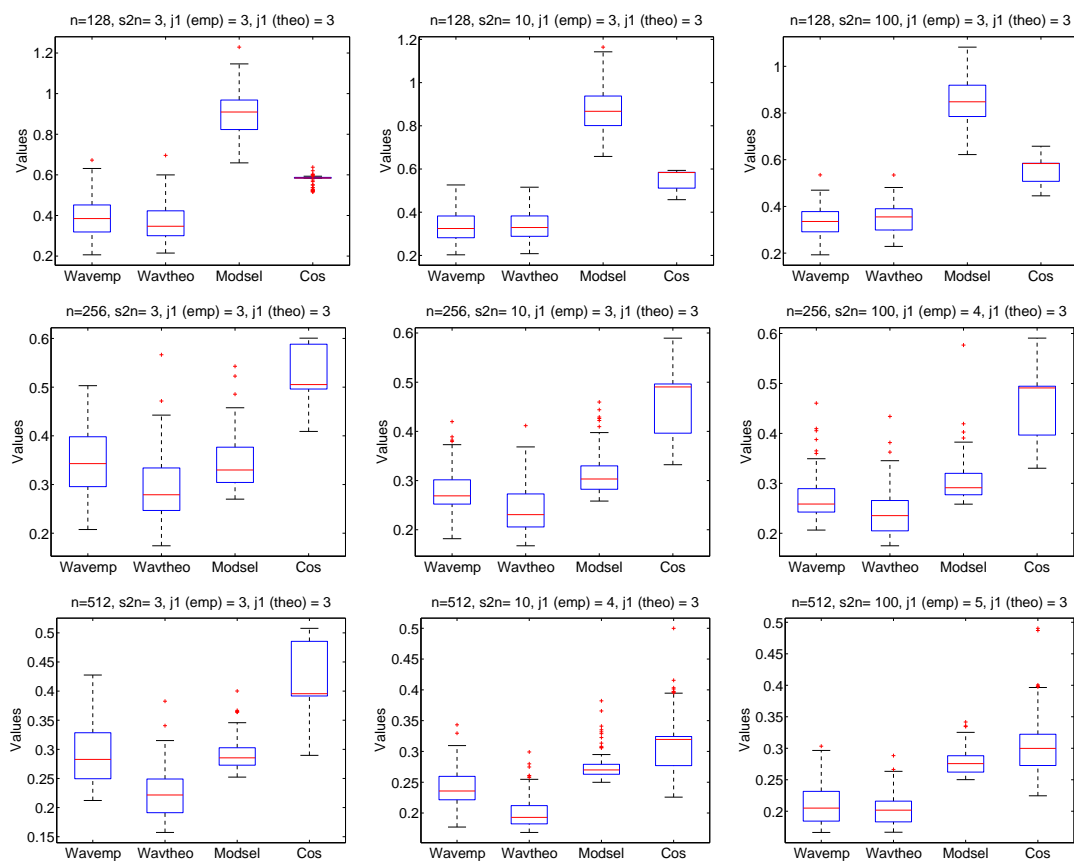 n=128, s2n= 3, j1 (emp) = 3, j1 (theo) = 3
1.2
1
0.8
0.6
0.4
0.2
Values
Wavemp Wavtheo Modsel Cos
n=128, s2n= 10, j1 (emp) = 3, j1 (theo) = 3
1.2
1
0.8
0.6
0.4
0.2
Values
Wavemp Wavtheo Modsel Cos
n=128, s2n= 100, j1 (emp) = 3, j1 (theo) = 3
1
0.8
0.6
0.4
0.2
Values
Wavemp Wavtheo Modsel Cos
n=256, s2n= 3, j1 (emp) = 3, j1 (theo) = 3
0.6
0.5
0.4
0.3
0.2
Values
Wavemp Wavtheo Modsel Cos
n=256, s2n= 10, j1 (emp) = 3, j1 (theo) = 3
0.6
0.5
0.4
0.3
0.2
Values
Wavemp Wavtheo Modsel Cos
n=256, s2n= 100, j1 (emp) = 4, j1 (theo) = 3
0.6
0.5
0.4
0.3
0.2
Values
Wavemp Wavtheo Modsel Cos
n=512, s2n= 3, j1 (emp) = 3, j1 (theo) = 3
0.5
0.45
0.4
0.35
0.3
0.25
0.2
0.15
Values
Wavemp Wavtheo Modsel Cos
n=512, s2n= 10, j1 (emp) = 4, j1 (theo) = 3
0.5
0.45
0.4
0.35
0.3
0.25
0.2
Values
Wavemp Wavtheo Modsel Cos
n=512, s2n= 100, j1 (emp) = 5, j1 (theo) = 3
0.5
0.45
0.4
0.35
0.3
0.25
0.2
Values
Wavemp Wavtheo Modsel Cos